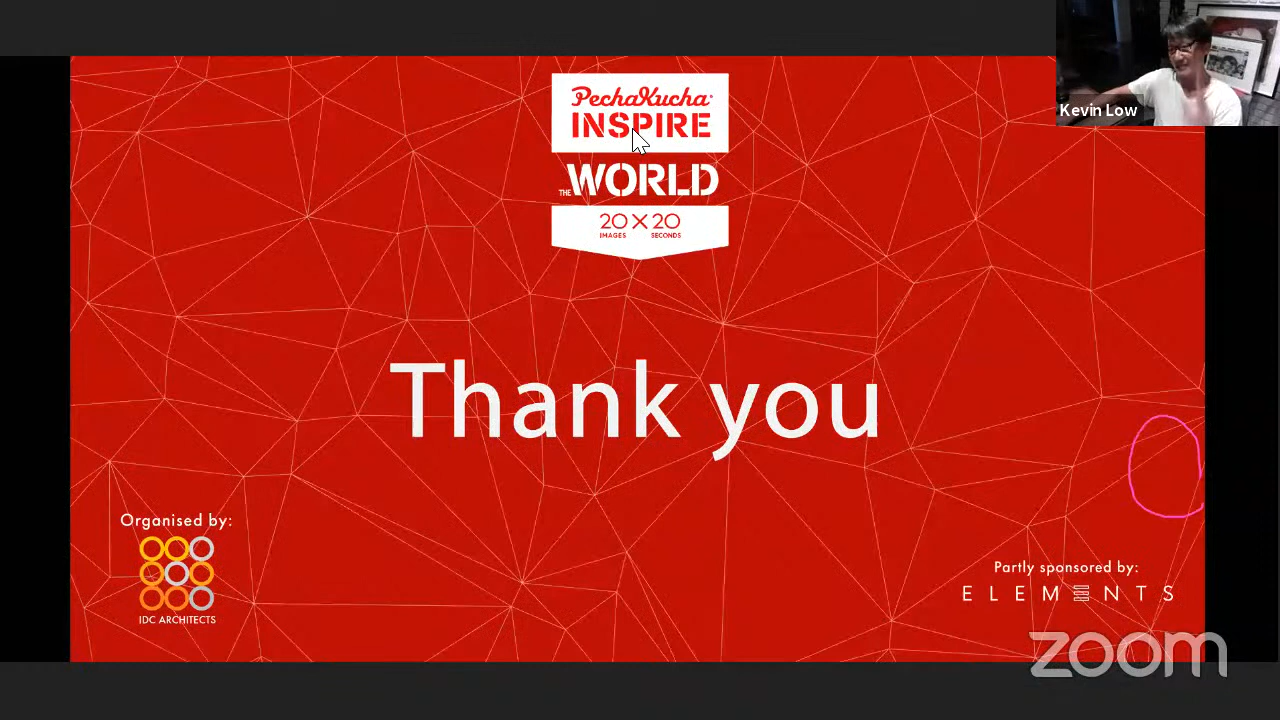 PechaKucha
INSPIRE
THE WORLD
20 X 20
IMAGES SECONDS
Kevin Low
Thank you
Organised by:
IDC ARCHITECTS
Partly sponsored by:
ELEMENTS
zoom